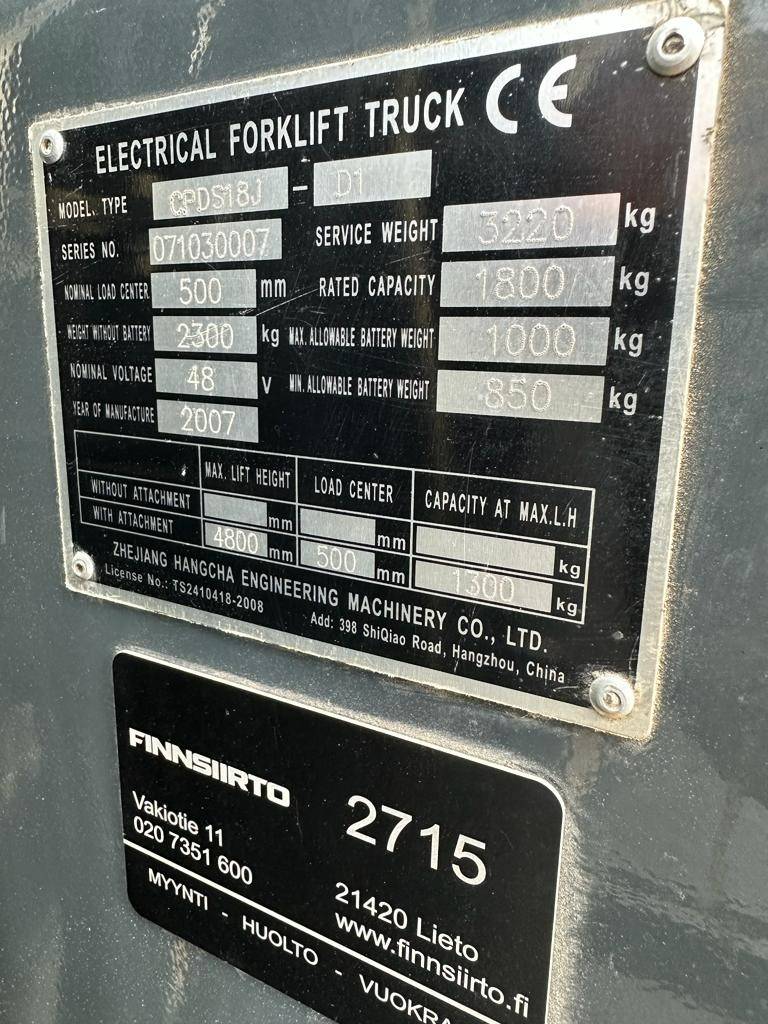 ELECTRICAL FORKLIFT TRUCK CE
MODEL. TYPE CPDS18J - D1
SERIES NO. 071030007 SERVICE WEIGHT 3220 kg
NOMINAL LOAD CENTER 500 mm RATED CAPACITY 1800 kg
WEIGHT WITHOUT BATTERY 2300 kg MAX. ALLOWABLE BATTERY WEIGHT 1000 kg
NOMINAL VOLTAGE 48 V MIN. ALLOWABLE BATTERY WEIGHT 850 kg
YEAR OF MANUFACTURE 2007
MAX. LIFT HEIGHT LOAD CENTER CAPACITY AT MAX.L.H
WITHOUT ATTACHMENT mm mm kg
WITH ATTACHMENT 4800 mm 500 mm 1300 kg
ZHEJIANG HANGCHA ENGINEERING MACHINERY CO., LTD.
License No.: TS2410418-2008 Add: 398 ShiQiao Road, Hangzhou, China
FINNSIIRTO 2715
Vakiotie 11 21420 Lieto
020 7351 600 www.finnsiirto.fi
MYYNTI - HUOLTO - VUOKRA